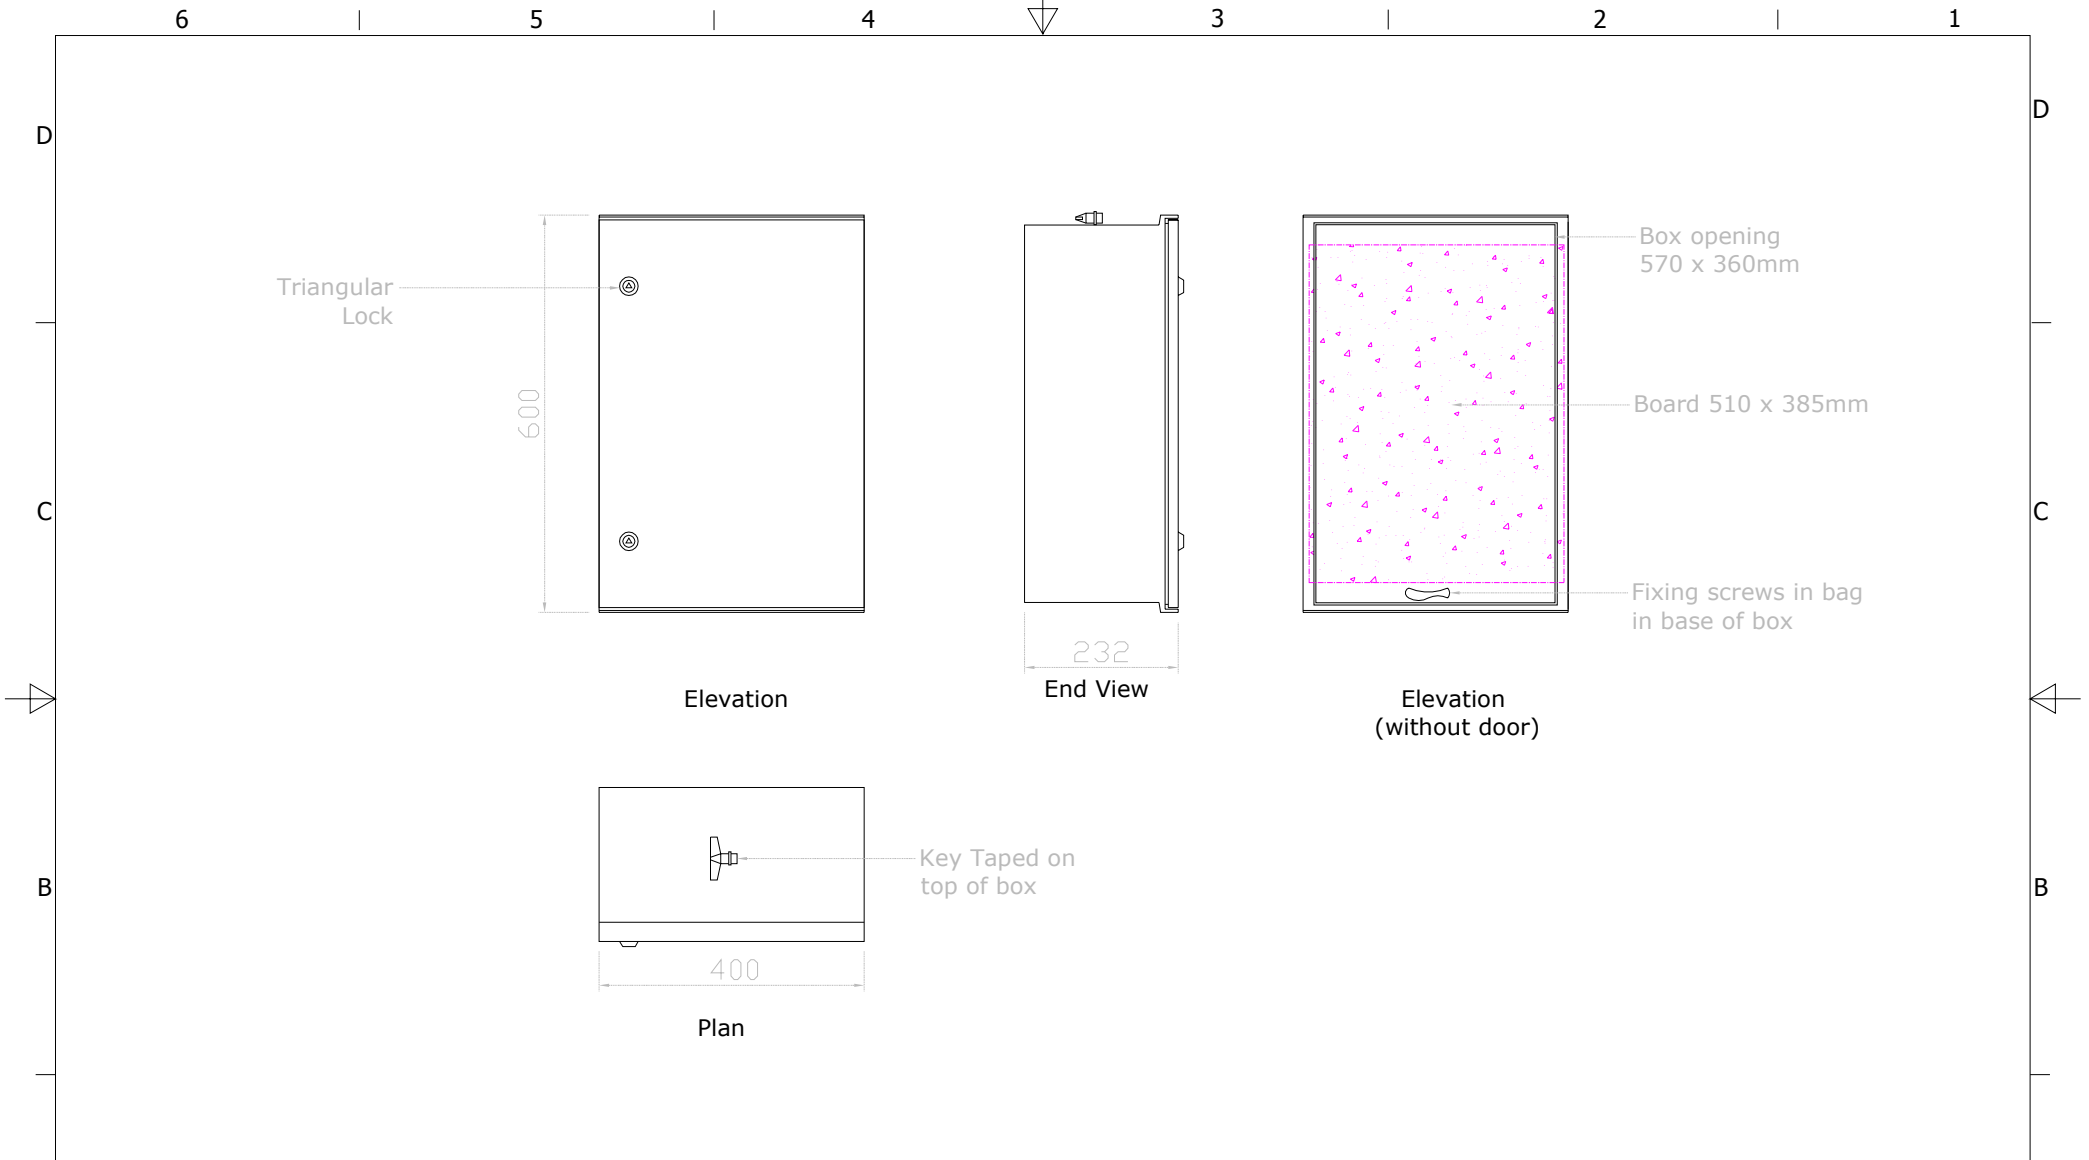 6 5 4 3 2 1
D D
Triangular
Lock
600
Box opening
570 x 360mm
Board 510 x 385mm
C C
Fixing screws in bag
in base of box
232
Elevation
End View
Elevation
(without door)
Key Taped on
top of box
B B
400
Plan